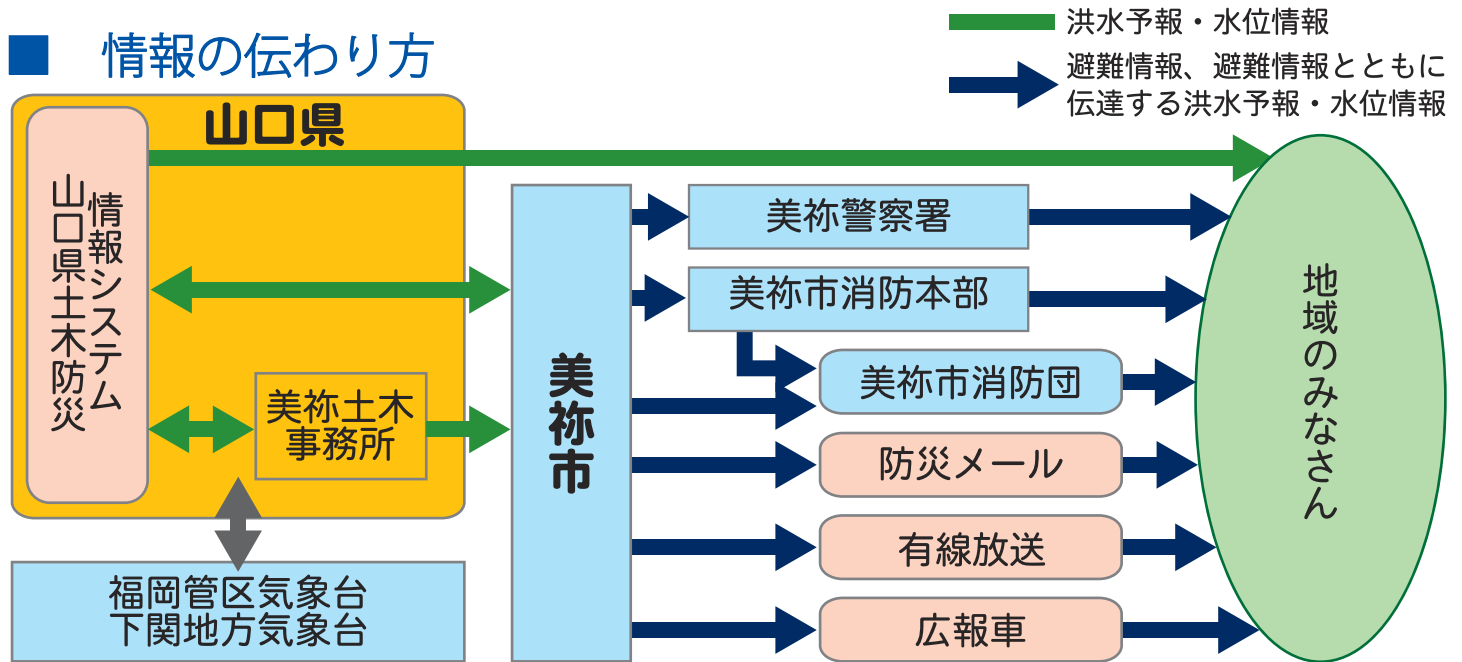 ■　情報の伝わり方
洪水予報・水位情報
避難情報、避難情報とともに
伝達する洪水予報・水位情報
山口県
山口県土木防災
情報システム
美祢土木
事務所
福岡管区気象台
下関地方気象台
美祢市
美祢警察署
美祢市消防本部
美祢市消防団
防災メール
有線放送
広報車
地域のみなさん